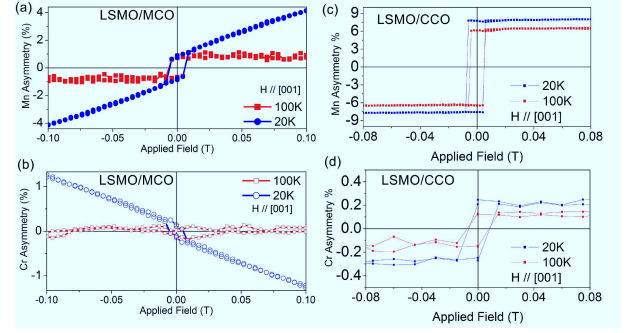 (a)
LSMO/MCO
Mn Asymmetry (%)
4
2
0
-2
-4
100K
20K
H // [001]
-0.10
-0.05
0.00
0.05
0.10
Applied Field (T)
(b)
LSMO/MCO
Cr Asymmetry (%)
1
0
-1
100K
20K
H // [001]
-0.10
-0.05
0.00
0.05
0.10
Applied Field (T)
(c)
LSMO/CCO
Mn Asymmetry %
9
6
3
0
-3
-6
-9
20K
100K
H // [001]
-0.08
-0.04
0.00
0.04
0.08
Applied Field (T)
(d)
LSMO/CCO
Cr Asymmetry %
0.4
0.2
0.0
-0.2
-0.4
20K
100K
H // [001]
-0.08
-0.04
0.00
0.04
0.08
Applied Field (T)